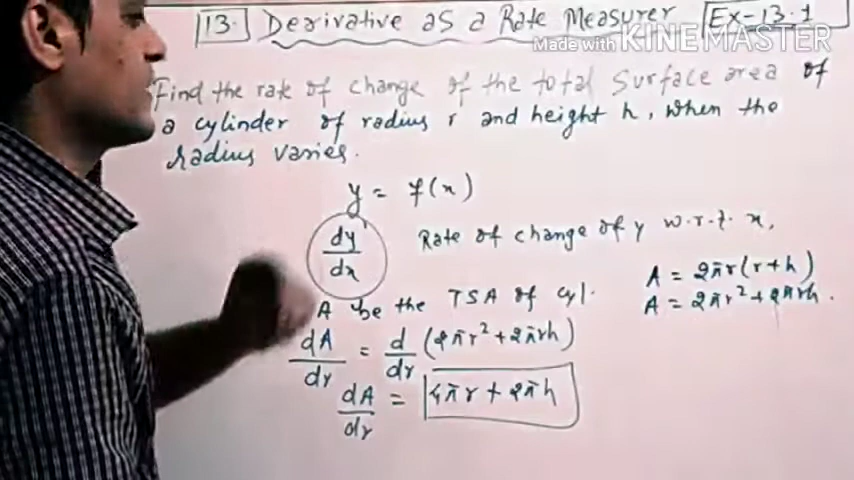 13. Derivative as a Rate Measurer Ex-13.1
Made with KINEMASTER
Find the rate of change of the total surface area of
a cylinder of radius r and height h, when the
radius varies.
y = f(x)
dy/dx Rate of change of y w.r.t. x,
A be the TSA of cyl.
A = 2πr(r+h)
A = 2πr² + 2πrh.
dA/dr = d/dr (2πr² + 2πrh)
dA/dr = 4πr + 2πh